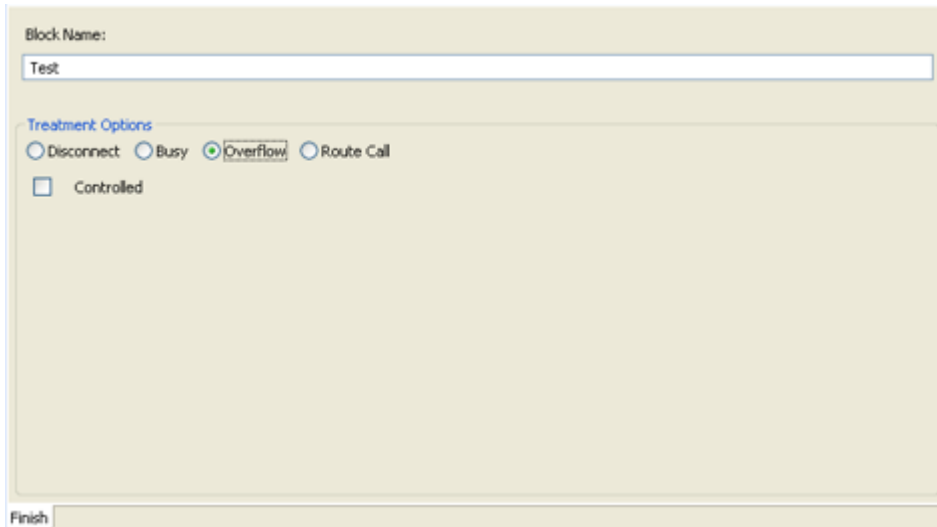 Block Name:
Test
Treatment Options
Disconnect Busy Overflow Route Call
Controlled
Finish